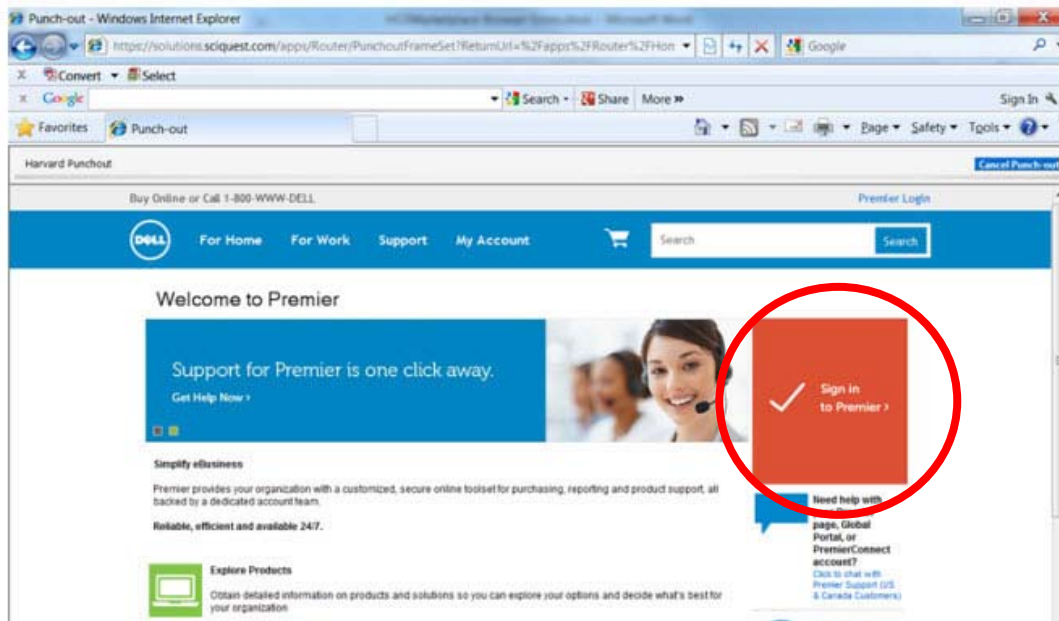 Punch-out - Windows Internet Explorer
https://solutions.sciquest.com/apps/Router/PunchoutFrameSet?ReturnUrl=%2Fapps%2FRouter%2FHon
Google
x Convert Select
x Google Search Share More » Sign In
Favorites Punch-out Page Safety Tools
Harvard Punchout Cancel Punch-out
Buy Online or Call 1-800-WWW-DELL Premier Login
DELL For Home For Work Support My Account Search Search
Welcome to Premier
Support for Premier is one click away.
Get Help Now >
Sign in
to Premier >
Simplify eBusiness
Premier provides your organization with a customized, secure online toolset for purchasing, reporting and product support, all
backed by a dedicated account team.
Reliable, efficient and available 24/7.
Need help with
page, Global
Portal, or
PremierConnect
account?
Click to chat with
Premier Support (US
& Canada Customers)
Explore Products
Obtain detailed information on products and solutions so you can explore your options and decide what's best for
your organization